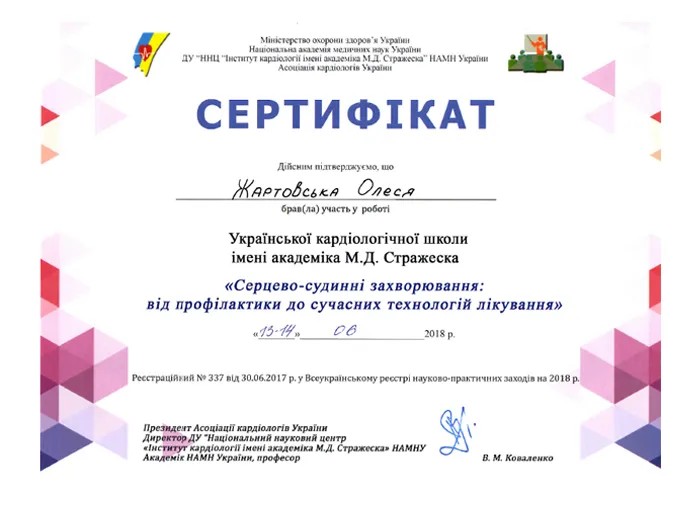 Міністерство охорони здоров'я України
Національна академія медичних наук України
ДУ "ННЦ "Інститут кардіології імені академіка М.Д. Стражеска" НАМН України
Асоціація кардіологів України
СЕРТИФІКАТ
Дійсним підтверджуємо, що
Жартовська Олеся
брав(ла) участь у роботі
Української кардіологічної школи
імені академіка М.Д. Стражеска
«Серцево-судинні захворювання:
від профілактики до сучасних технологій лікування»
«13-14» 06 2018 р.
Реєстраційний № 337 від 30.06.2017 р. у Всеукраїнському реєстрі науково-практичних заходів на 2018 р.
Президент Асоціації кардіологів України
Директор ДУ "Національний науковий центр
«Інститут кардіології імені академіка М.Д. Стражеска» НАМНУ
Академік НАМН України, професор
В. М. Коваленко